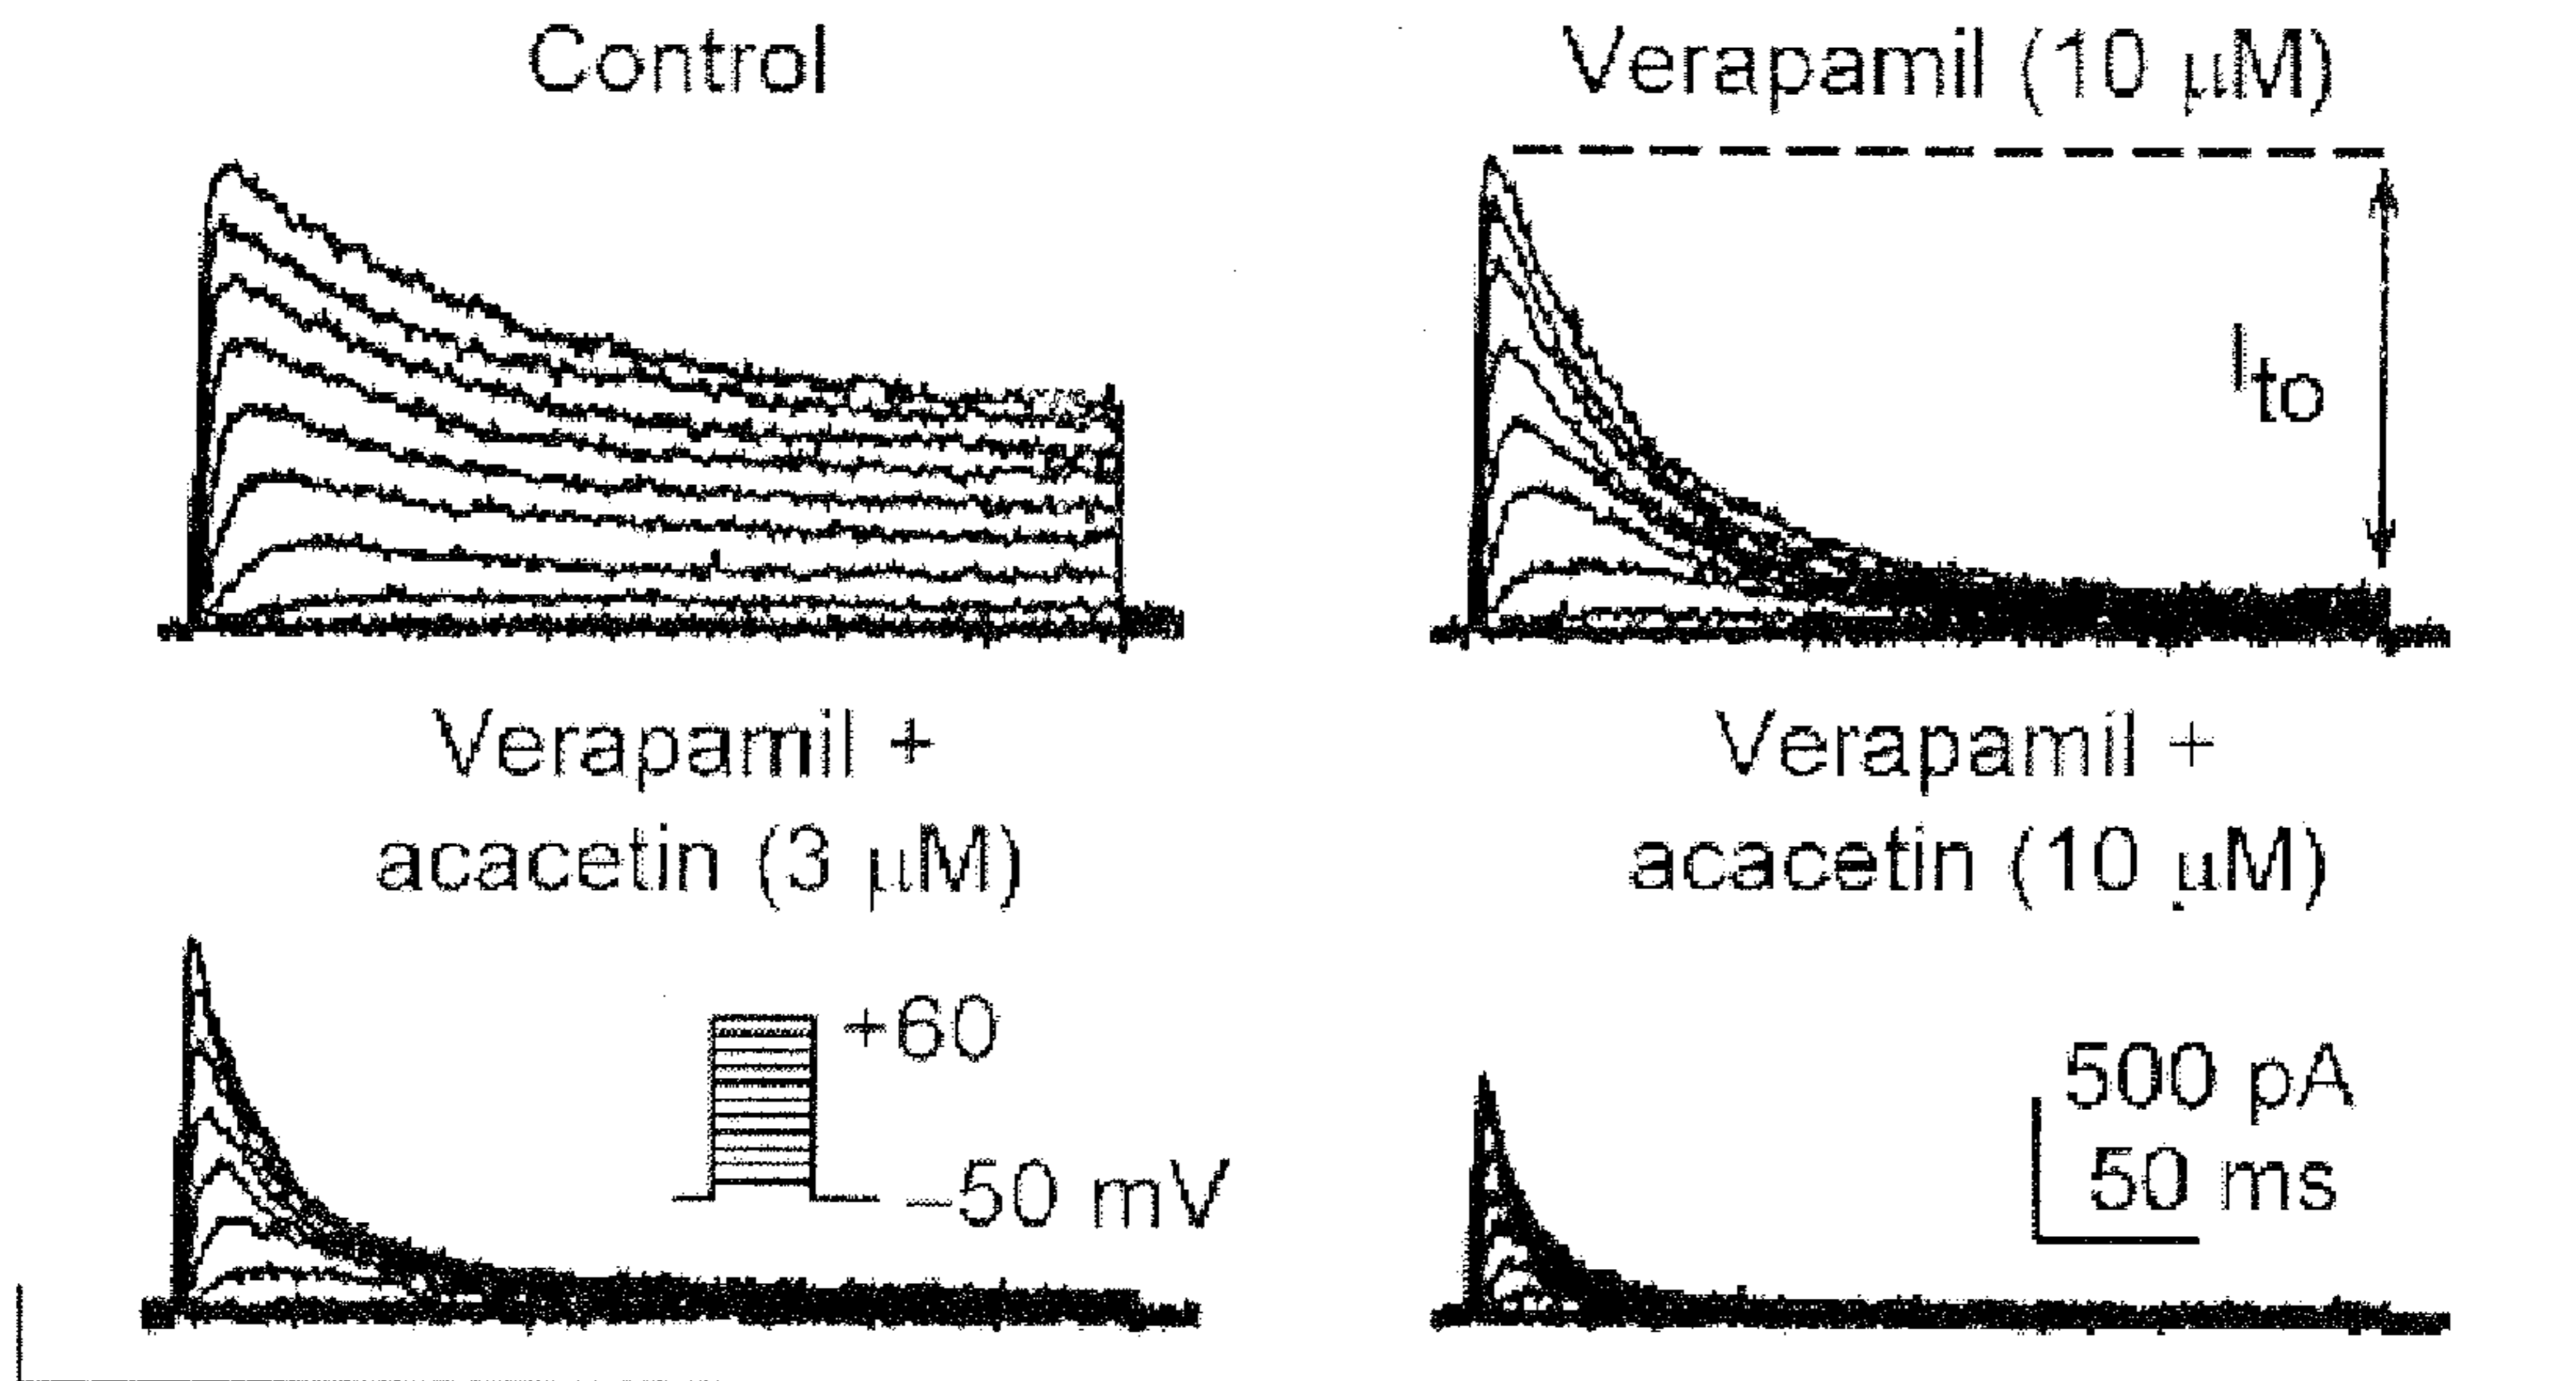 Control
Verapamil (10 μM)
Ito
Verapamil +
acacetin (3 μM)
Verapamil +
acacetin (10 μM)
+60
−50 mV
500 pA
50 ms